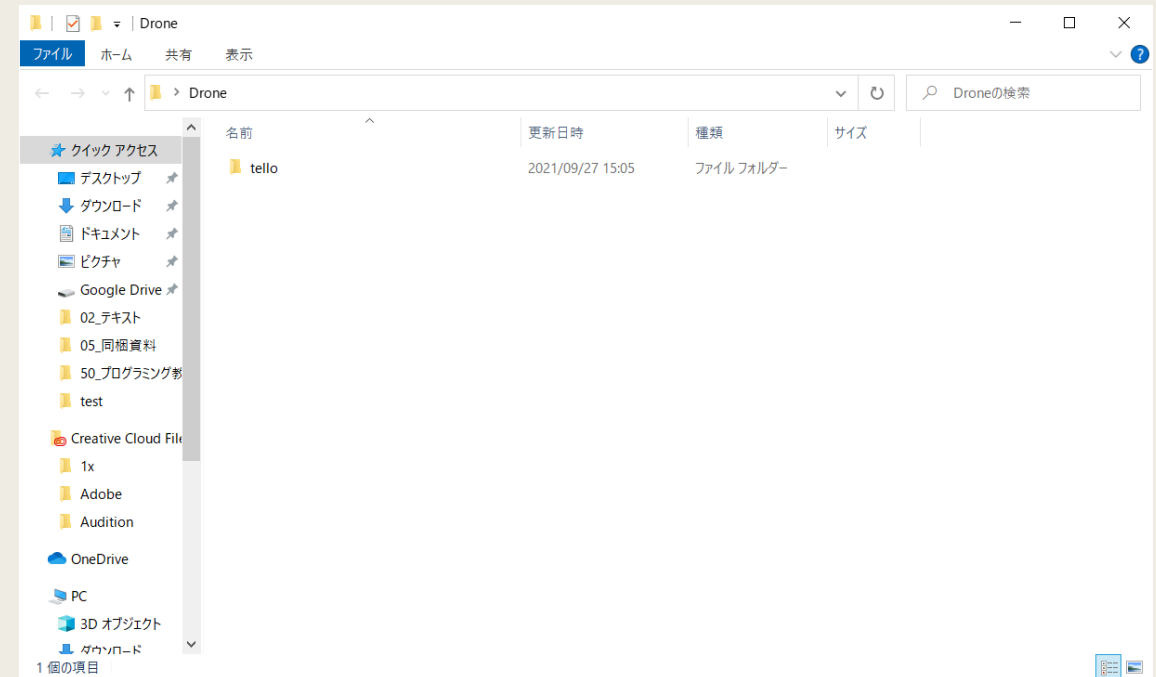 Drone
ファイル ホーム 共有 表示
Drone Droneの検索
名前 更新日時 種類 サイズ
クイック アクセス
tello 2021/09/27 15:05 ファイル フォルダー
デスクトップ
ダウンロード
ドキュメント
ピクチャ
Google Drive
02_テキスト
05_同梱資料
50_プログラミング教
test
Creative Cloud File
1x
Adobe
Audition
OneDrive
PC
3D オブジェクト
ダウンロード
1 個の項目